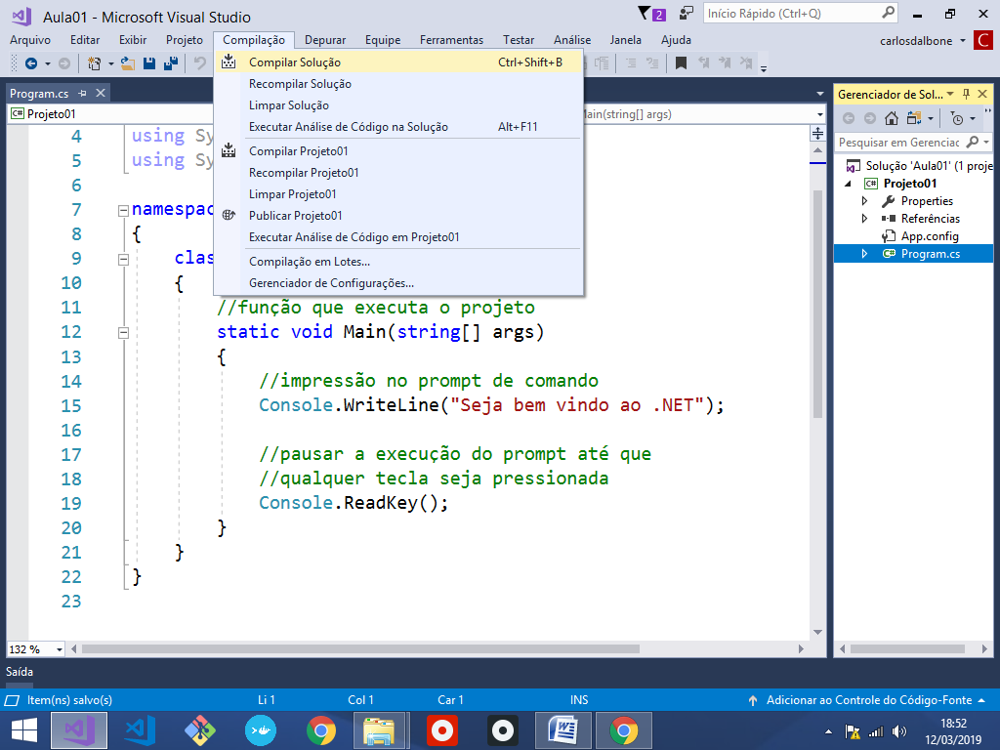 Aula01 - Microsoft Visual Studio
2
Início Rápido (Ctrl+Q)
Arquivo Editar Exibir Projeto Compilação Depurar Equipe Ferramentas Testar Análise Janela Ajuda
carlosdalbone
C
Compilar Solução Ctrl+Shift+B
Recompilar Solução
Limpar Solução
Executar Análise de Código na Solução Alt+F11
Compilar Projeto01
Recompilar Projeto01
Limpar Projeto01
Publicar Projeto01
Executar Análise de Código em Projeto01
Compilação em Lotes...
Gerenciador de Configurações...
Program.cs
C# Projeto01
(string[] args)
4 using Sy
5 using Sy
6
7 namespac
8 {
9 clas
10 {
11 //função que executa o projeto
12 static void Main(string[] args)
13 {
14 //impressão no prompt de comando
15 Console.WriteLine("Seja bem vindo ao .NET");
16
17 //pausar a execução do prompt até que
18 //qualquer tecla seja pressionada
19 Console.ReadKey();
20 }
21 }
22 }
23
132 %
Gerenciador de Sol...
Pesquisar em Gerenciac
Solução 'Aula01' (1 proje
C# Projeto01
Properties
Referências
App.config
C# Program.cs
Saída
Item(ns) salvo(s) Li 1 Col 1 Car 1 INS Adicionar ao Controle do Código-Fonte
18:52
12/03/2019